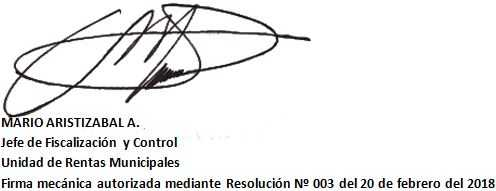 MARIO ARISTIZABAL A.
Jefe de Fiscalización y Control
Unidad de Rentas Municipales
Firma mecánica autorizada mediante Resolución Nº 003 del 20 de febrero del 2018